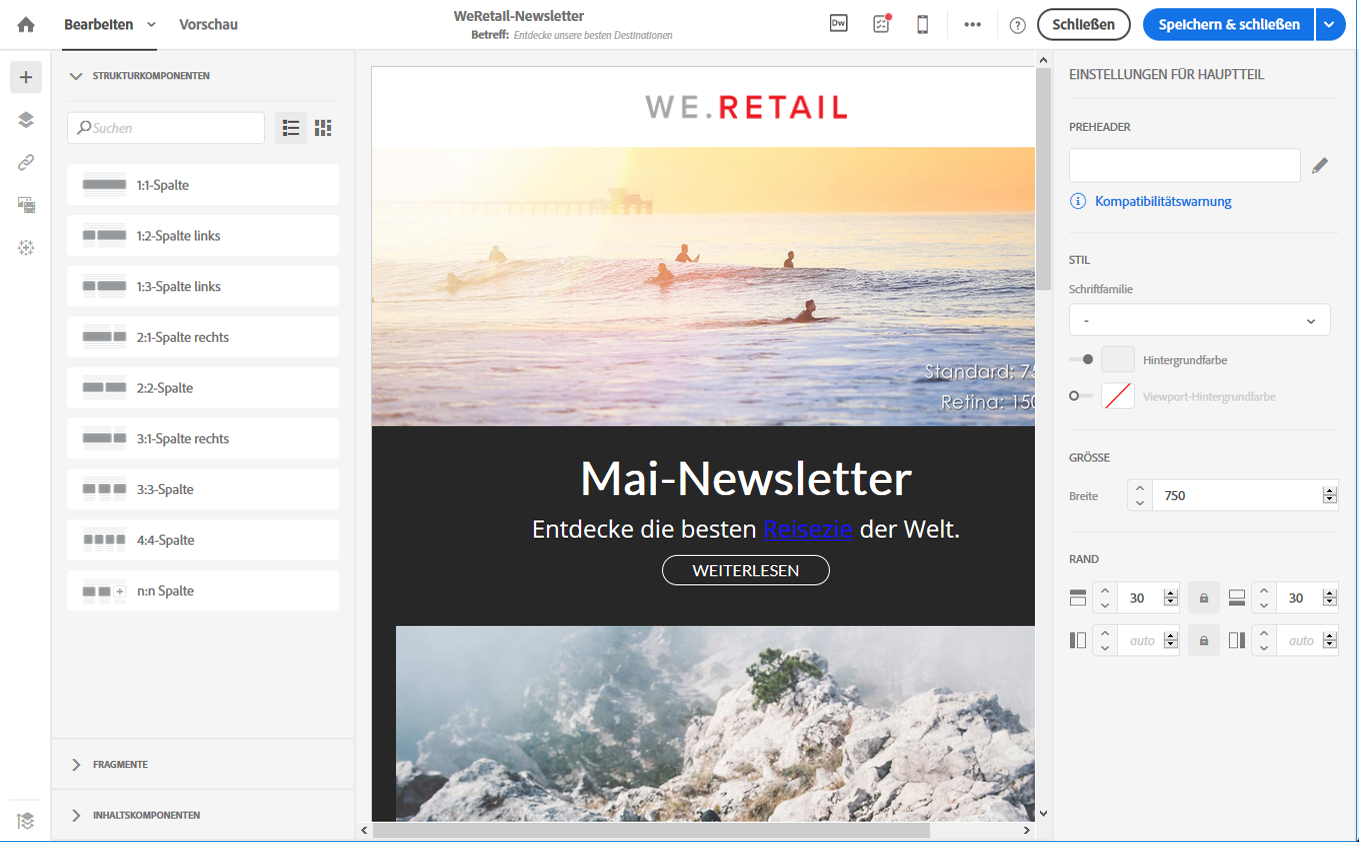 Bearbeiten
Vorschau
WeRetail-Newsletter
Betreff: Entdecke unsere besten Destinationen
Dw
?
Schließen
Speichern & schließen
STRUKTURKOMPONENTEN
Suchen
1:1-Spalte
1:2-Spalte links
1:3-Spalte links
2:1-Spalte rechts
2:2-Spalte
3:1-Spalte rechts
3:3-Spalte
4:4-Spalte
n:n Spalte
FRAGMENTE
INHALTSKOMPONENTEN
WE.RETAIL
Standard: 75
Retina: 150
Mai-Newsletter
Entdecke die besten Reisezie der Welt.
WEITERLESEN
EINSTELLUNGEN FÜR HAUPTTEIL
PREHEADER
Kompatibilitätswarnung
STIL
Schriftfamilie
-
Hintergrundfarbe
Viewport-Hintergrundfarbe
GRÖSSE
Breite 750
RAND
30 30
auto auto